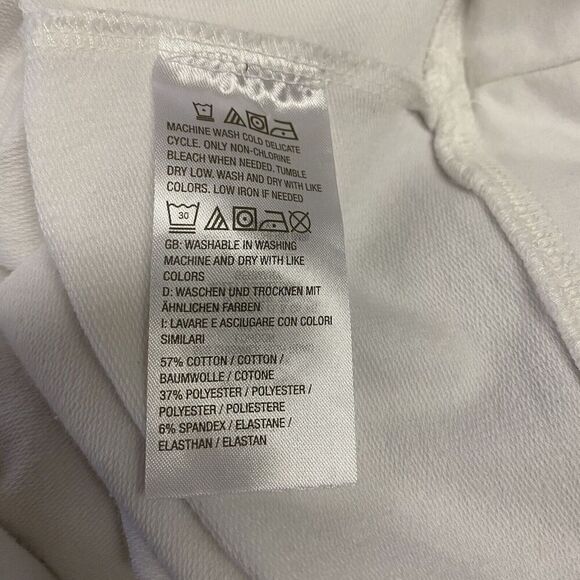 MACHINE WASH COLD DELICATE
CYCLE. ONLY NON-CHLORINE
BLEACH WHEN NEEDED. TUMBLE
DRY LOW. WASH AND DRY WITH LIKE
COLORS. LOW IRON IF NEEDED
30
GB: WASHABLE IN WASHING
MACHINE AND DRY WITH LIKE
COLORS
D: WASCHEN UND TROCKNEN MIT
ÄHNLICHEN FARBEN
I: LAVARE E ASCIUGARE CON COLORI
SIMILARI
57% COTTON / COTTON /
BAUMWOLLE / COTONE
37% POLYESTER / POLYESTER /
POLYESTER / POLIESTERE
6% SPANDEX / ELASTANE /
ELASTHAN / ELASTAN